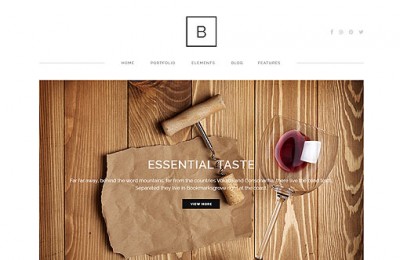 B
HOME PORTFOLIO ELEMENTS BLOG FEATURES
ESSENTIAL TASTE
Far far away, behind the word mountains, far from the countries Vokalia and Consonantia, there live the blind texts.
Separated they live in Bookmarksgrove right at the coast
VIEW MORE